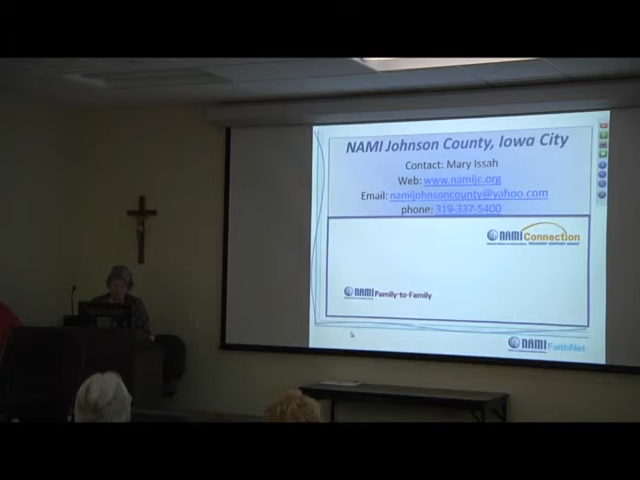 NAMI Johnson County, Iowa City
Contact: Mary Issah
Web: www.namijc.org
Email: namijohnsoncounty@yahoo.com
phone: 319-337-5400
NAMI Connection
NAMI Family-to-Family
NAMI FaithNet